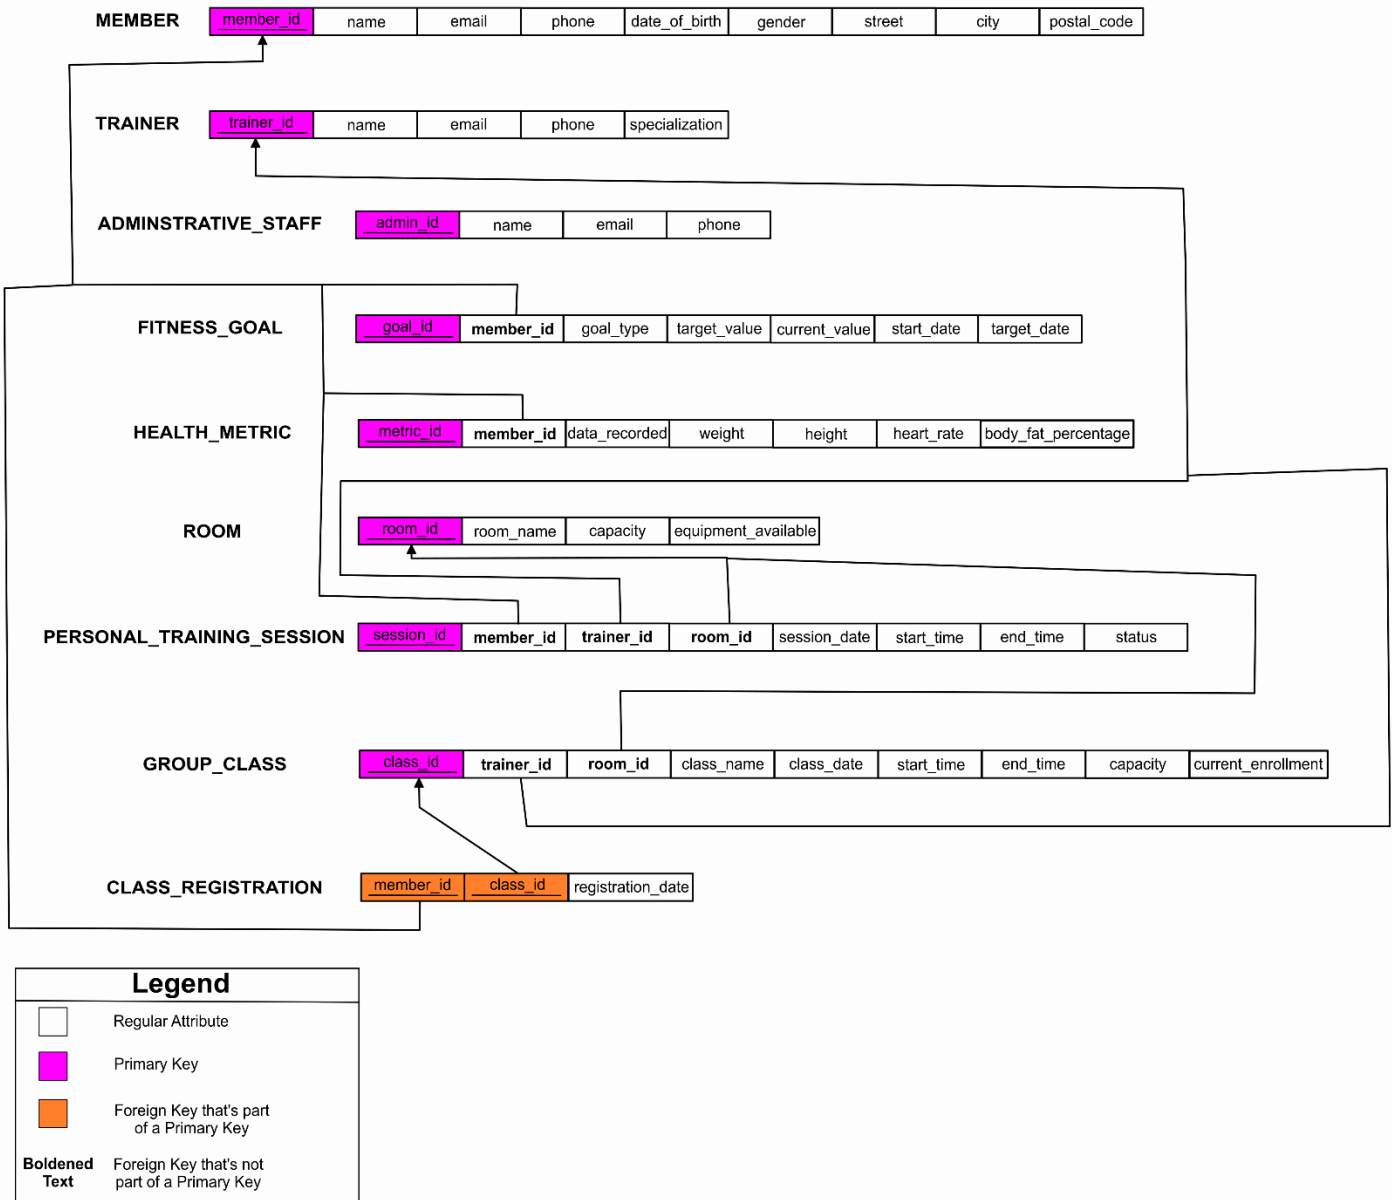 MEMBER member_id name email phone date_of_birth gender street city postal_code
TRAINER trainer_id name email phone specialization
ADMINSTRATIVE_STAFF admin_id name email phone
FITNESS_GOAL goal_id member_id goal_type target_value current_value start_date target_date
HEALTH_METRIC metric_id member_id data_recorded weight height heart_rate body_fat_percentage
ROOM room_id room_name capacity equipment_available
PERSONAL_TRAINING_SESSION session_id member_id trainer_id room_id session_date start_time end_time status
GROUP_CLASS class_id trainer_id room_id class_name class_date start_time end_time capacity current_enrollment
CLASS_REGISTRATION member_id class_id registration_date
Legend
Regular Attribute
Primary Key
Foreign Key that's part
of a Primary Key
Boldened Foreign Key that's not
Text part of a Primary Key